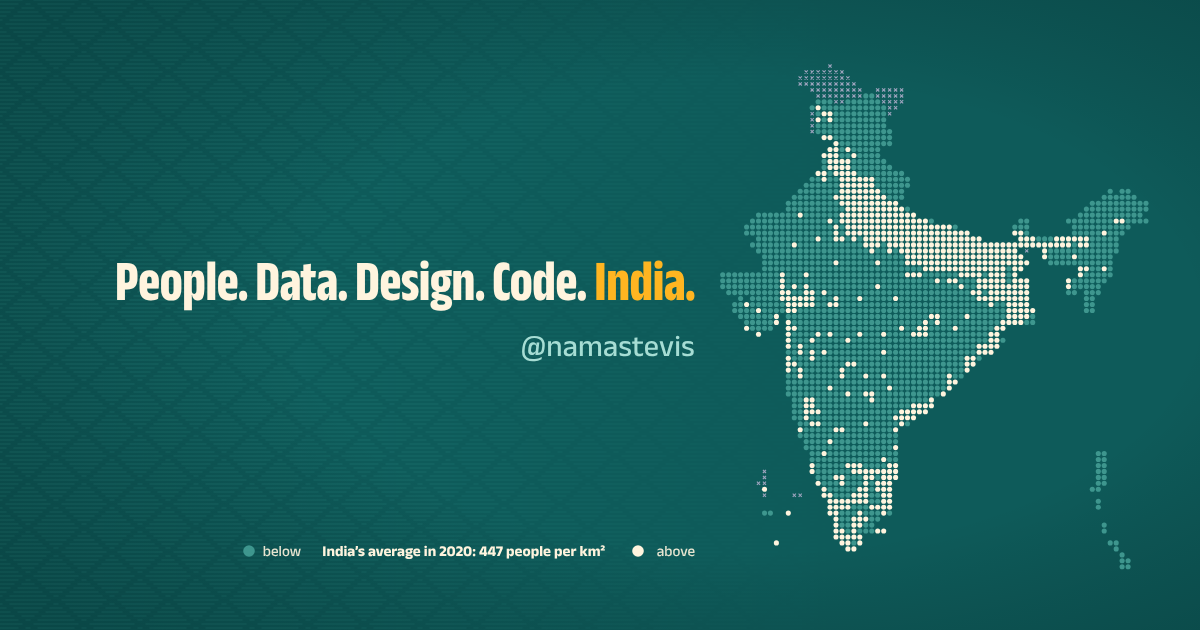 People. Data. Design. Code. India.
@namastevis
below India’s average in 2020: 447 people per km² above